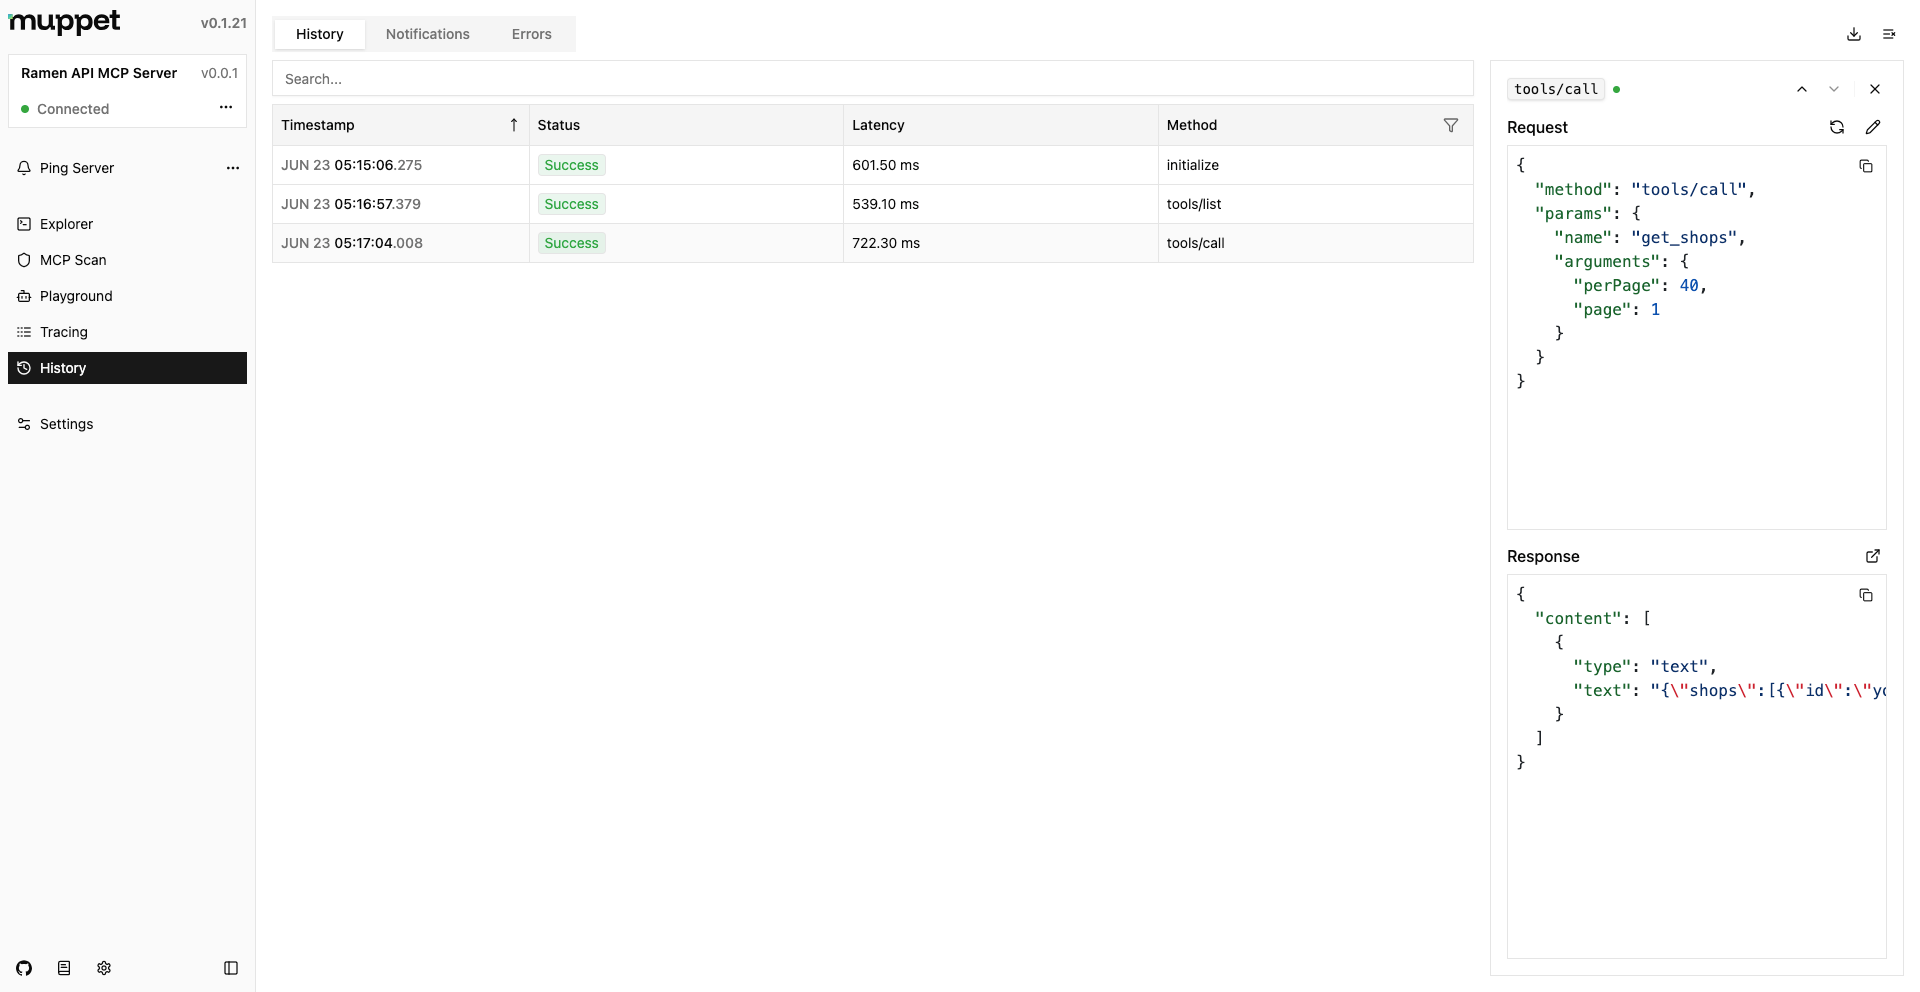 muppet v0.1.21
Ramen API MCP Server v0.0.1
Connected
Ping Server
Explorer
MCP Scan
Playground
Tracing
History
Settings
History Notifications Errors
Search...
Timestamp Status Latency Method
JUN 23 05:15:06.275 Success 601.50 ms initialize
JUN 23 05:16:57.379 Success 539.10 ms tools/list
JUN 23 05:17:04.008 Success 722.30 ms tools/call
tools/call
Request
{
"method": "tools/call",
"params": {
"name": "get_shops",
"arguments": {
"perPage": 40,
"page": 1
}
}
}
Response
{
"content": [
{
"type": "text",
"text": "{\"shops\":[{\"id\":\"yo
}
]
}